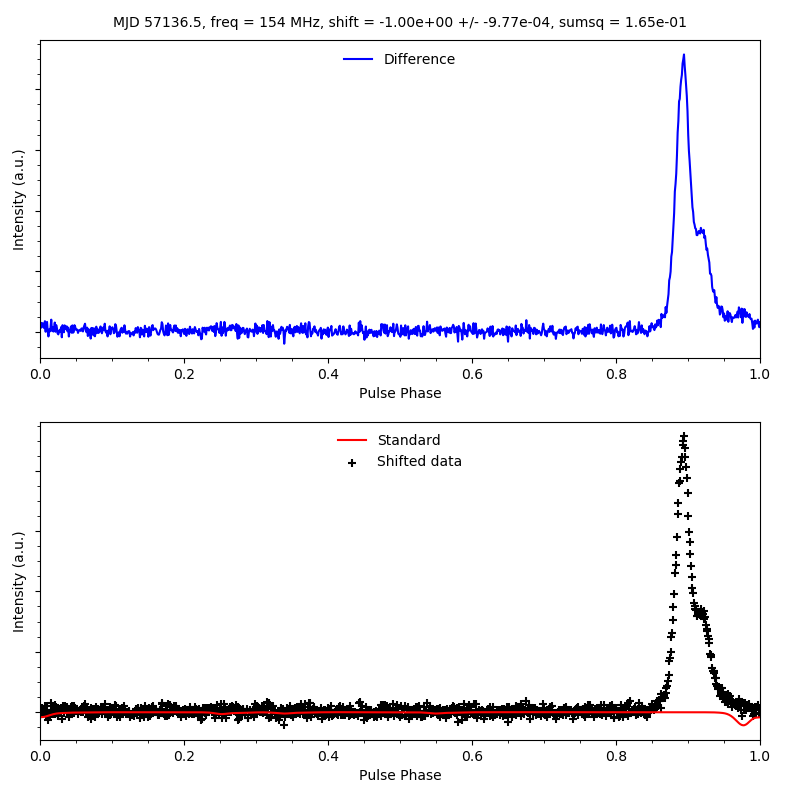 MJD 57136.5, freq = 154 MHz, shift = -1.00e+00 +/- -9.77e-04, sumsq = 1.65e-01
Difference
Intensity (a.u.)
0.0 0.2 0.4 0.6 0.8 1.0
Pulse Phase
Standard
Shifted data
Intensity (a.u.)
0.0 0.2 0.4 0.6 0.8 1.0
Pulse Phase